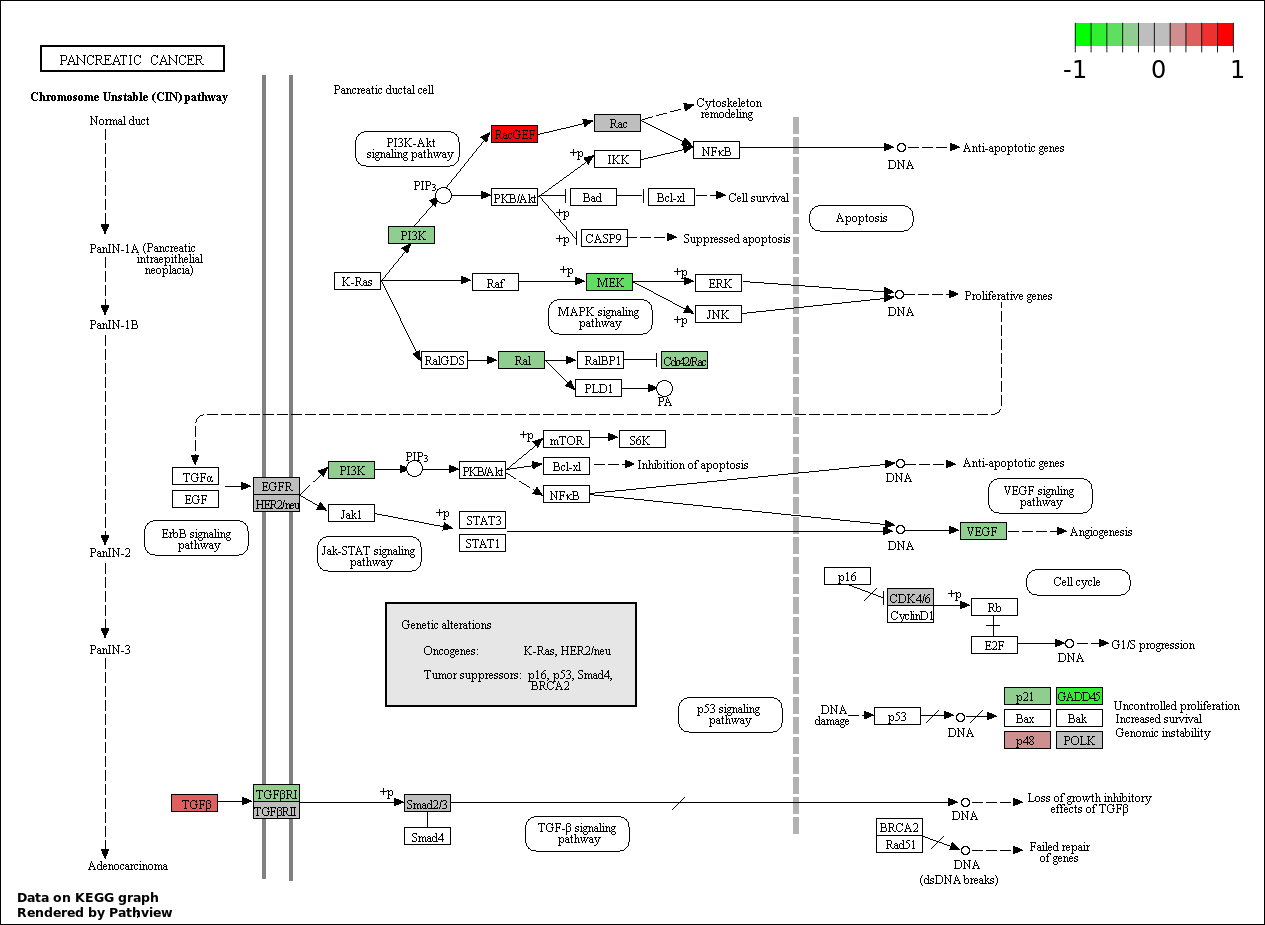 -1 0 1
PANCREATIC CANCER
Chromosome Unstable (CIN) pathway
Normal duct
PanIN-1A (Pancreatic
intraepithelial
neoplacia)
PanIN-1B
PanIN-2
PanIN-3
Adenocarcinoma
Pancreatic ductal cell
PI3K-Akt
signaling pathway
RacGEF
Rac
Cytoskeleton
remodeling
+p
IKK
NFκB
DNA
Anti-apoptotic genes
PIP3
PKB/Akt
Bad
Bcl-xl
Cell survival
+p
+p
CASP9
Suppressed apoptosis
Apoptosis
PI3K
K-Ras
Raf
+p
MEK
+p
ERK
+p
JNK
DNA
Proliferative genes
MAPK signaling
pathway
RalGDS
Ral
RalBP1
Cdc42/Rac
PLD1
PA
TGFα
EGF
EGFR
HER2/neu
ErbB signaling
pathway
PI3K
PIP3
PKB/Akt
+p
mTOR
S6K
Bcl-xl
Inhibition of apoptosis
NFκB
DNA
Anti-apoptotic genes
VEGF signling
pathway
Jak1
+p
STAT3
STAT1
Jak-STAT signaling
pathway
DNA
VEGF
Angiogenesis
p16
CDK4/6
CyclinD1
+p
Rb
E2F
DNA
G1/S progression
Cell cycle
Genetic alterations
Oncogenes: K-Ras, HER2/neu
Tumor suppressors: p16, p53, Smad4,
BRCA2
p53 signaling
pathway
DNA
damage
p53
DNA
p21
GADD45
Bax
Bak
p48
POLK
Uncontrolled proliferation
Increased survival
Genomic instability
TGFβ
TGFβRI
TGFβRII
+p
Smad2/3
Smad4
TGF-β signaling
pathway
DNA
Loss of growth inhibitory
effects of TGFβ
BRCA2
Rad51
DNA
(dsDNA breaks)
Failed repair
of genes
Data on KEGG graph
Rendered by Pathview